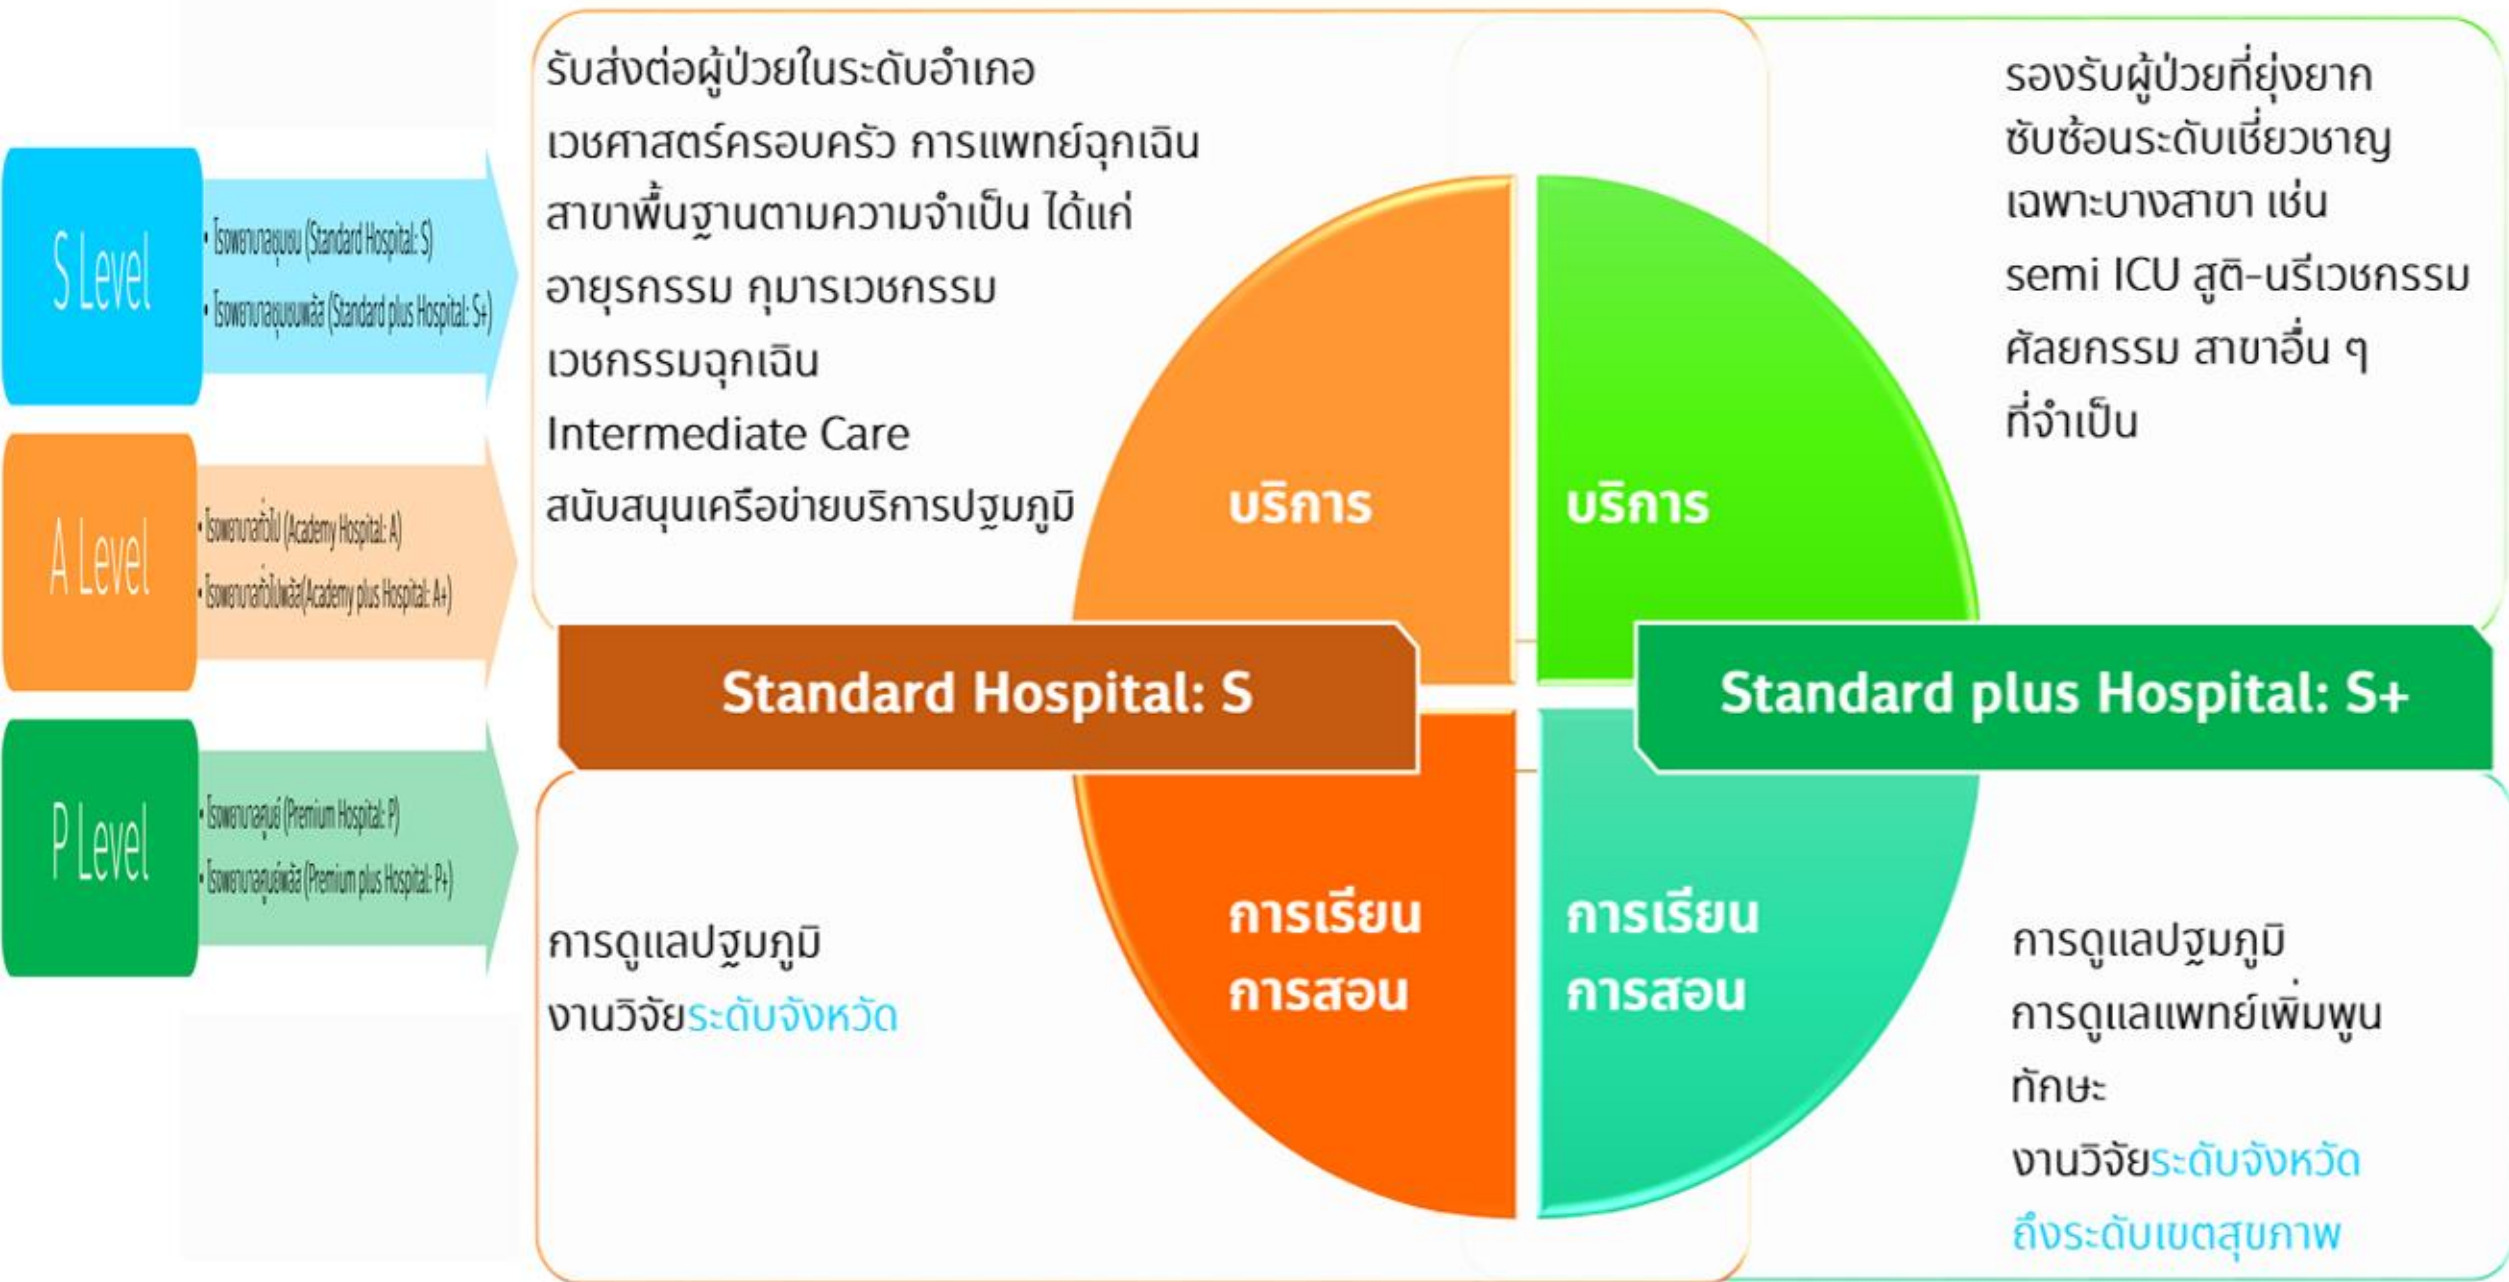 S Level
• โรงพยาบาลชุมชน (Standard Hospital: S)
• โรงพยาบาลชุมชนพลัส (Standard plus Hospital: S+)
A Level
• โรงพยาบาลทั่วไป (Academy Hospital: A)
• โรงพยาบาลทั่วไปพลัส(Academy plus Hospital: A+)
P Level
• โรงพยาบาลศูนย์ (Premium Hospital: P)
• โรงพยาบาลศูนย์พลัส (Premium plus Hospital: P+)
รับส่งต่อผู้ป่วยในระดับอำเภอ
เวชศาสตร์ครอบครัว การแพทย์ฉุกเฉิน
สาขาพื้นฐานตามความจำเป็น ได้แก่
อายุรกรรม กุมารเวชกรรม
เวชกรรมฉุกเฉิน
Intermediate Care
สนับสนุนเครือข่ายบริการปฐมภูมิ
บริการ
บริการ
รองรับผู้ป่วยที่ยุ่งยาก
ซับซ้อนระดับเชี่ยวชาญ
เฉพาะบางสาขา เช่น
semi ICU สูติ-นรีเวชกรรม
ศัลยกรรม สาขาอื่น ๆ
ที่จำเป็น
Standard Hospital: S
Standard plus Hospital: S+
การดูแลปฐมภูมิ
งานวิจัยระดับจังหวัด
การเรียน
การสอน
การเรียน
การสอน
การดูแลปฐมภูมิ
การดูแลแพทย์เพิ่มพูน
ทักษะ
งานวิจัยระดับจังหวัด
ถึงระดับเขตสุขภาพ